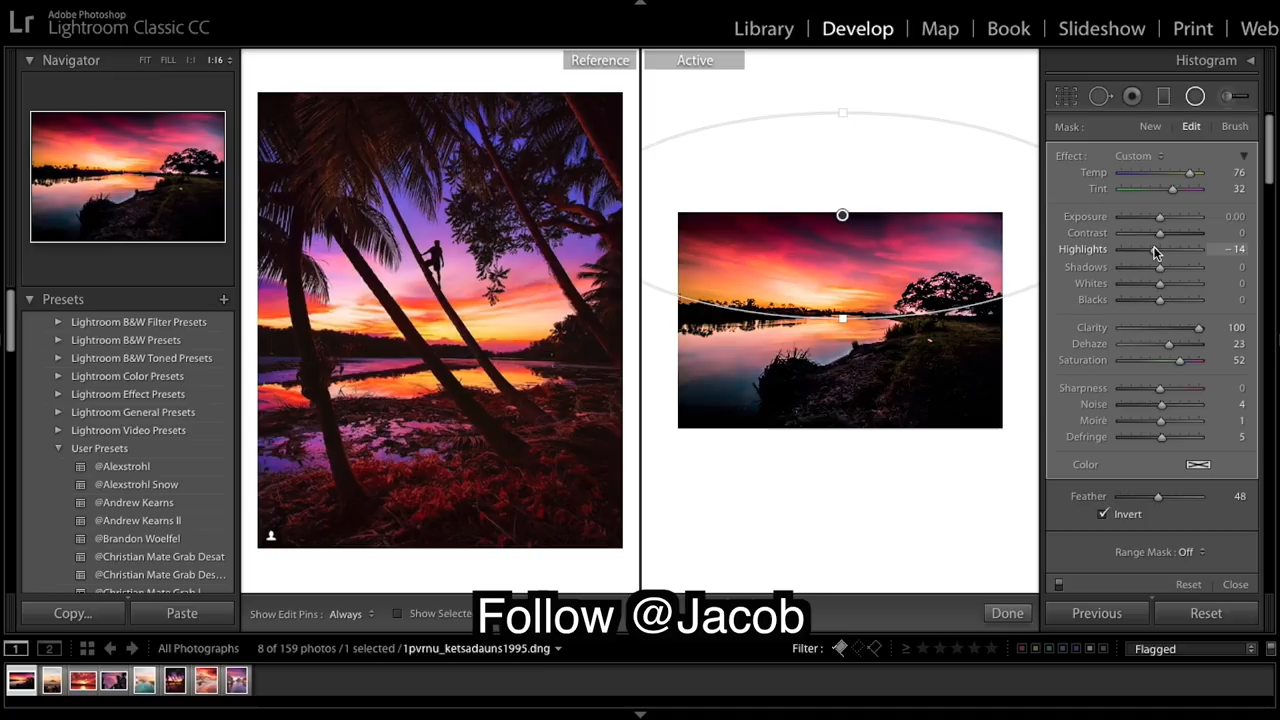 Lr
Adobe Photoshop
Lightroom Classic CC
Library | Develop | Map | Book | Slideshow | Print | Web
Navigator FIT FILL 1:1 1:16
Reference
Active
Histogram
Mask : New Edit Brush
Effect : Custom
Temp 76
Tint 32
Exposure 0.00
Contrast 0
Highlights – 14
Shadows 0
Whites 0
Blacks 0
Clarity 100
Dehaze 23
Saturation 52
Sharpness 0
Noise 4
Moire 1
Defringe 5
Color
Feather 48
Invert
Range Mask : Off
Reset Close
Presets +
Lightroom B&W Filter Presets
Lightroom B&W Presets
Lightroom B&W Toned Presets
Lightroom Color Presets
Lightroom Effect Presets
Lightroom General Presets
Lightroom Video Presets
User Presets
@Alexstrohl
@Alexstrohl Snow
@Andrew Kearns
@Andrew Kearns II
@Brandon Woelfel
@Christian Mate Grab Desat
@Christian Mate Grab Des...
@Christian Mate Grab I
Copy... Paste
Show Edit Pins : Always Show Selecte
Done
Previous Reset
Follow @Jacob
1 2 All Photographs 8 of 159 photos / 1 selected / 1pvrnu_ketsadauns1995.dng
Filter : Flagged